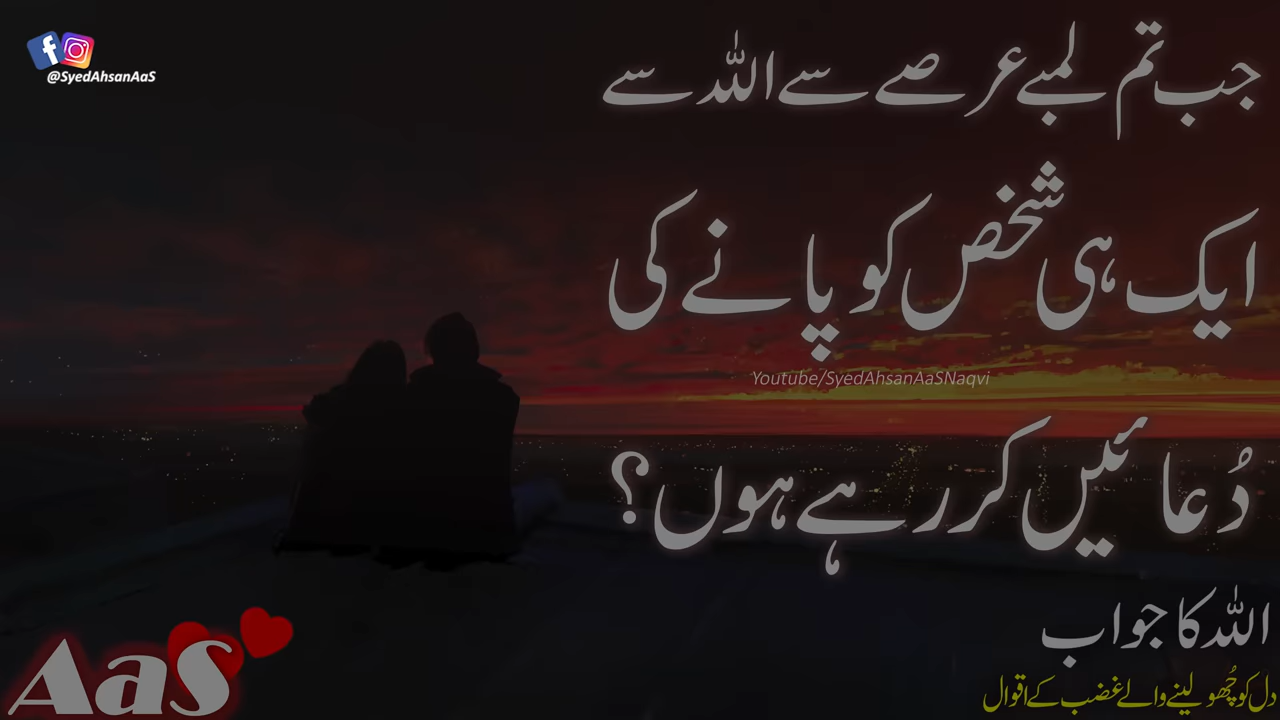 @SyedAhsanAaS
جب تم لمبے عرصے سے اللہ سے
ایک ہی شخص کو پانے کی
Youtube/SyedAhsanAaSNaqvi
دُعائیں کر رہے ہوں؟
اللہ کا جواب
دل کو چُھو لینے والے غضب کے اقوال
AaS